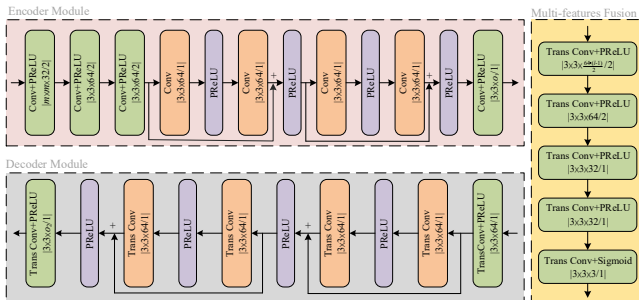 Encoder Module
Conv+PReLU
|m×m×32/2|
Conv+PReLU
|3×3×64/2|
Conv+PReLU
|3×3×64/2|
Conv
|3×3×64/1|
PReLU
Conv
|3×3×64/1|
+
PReLU
Conv
|3×3×64/1|
PReLU
Conv
|3×3×64/1|
+
PReLU
Conv+PReLU
|3×3×α/1|
Decoder Module
Trans Conv+PReLU
PReLU
+
Trans Conv
|3×3×64/1|
PReLU
Trans Conv
|3×3×64/1|
PReLU
+
Trans Conv
|3×3×64/1|
PReLU
Trans Conv
|3×3×64/1|
TransConv+PReLU
|3×3×64/1|
Multi-features Fusion
Trans Conv+PReLU
Trans Conv+PReLU
|3×3×64/2|
Trans Conv+PReLU
|3×3×32/1|
Trans Conv+PReLU
|3×3×32/1|
Trans Conv+Sigmoid
|3×3×3/1|